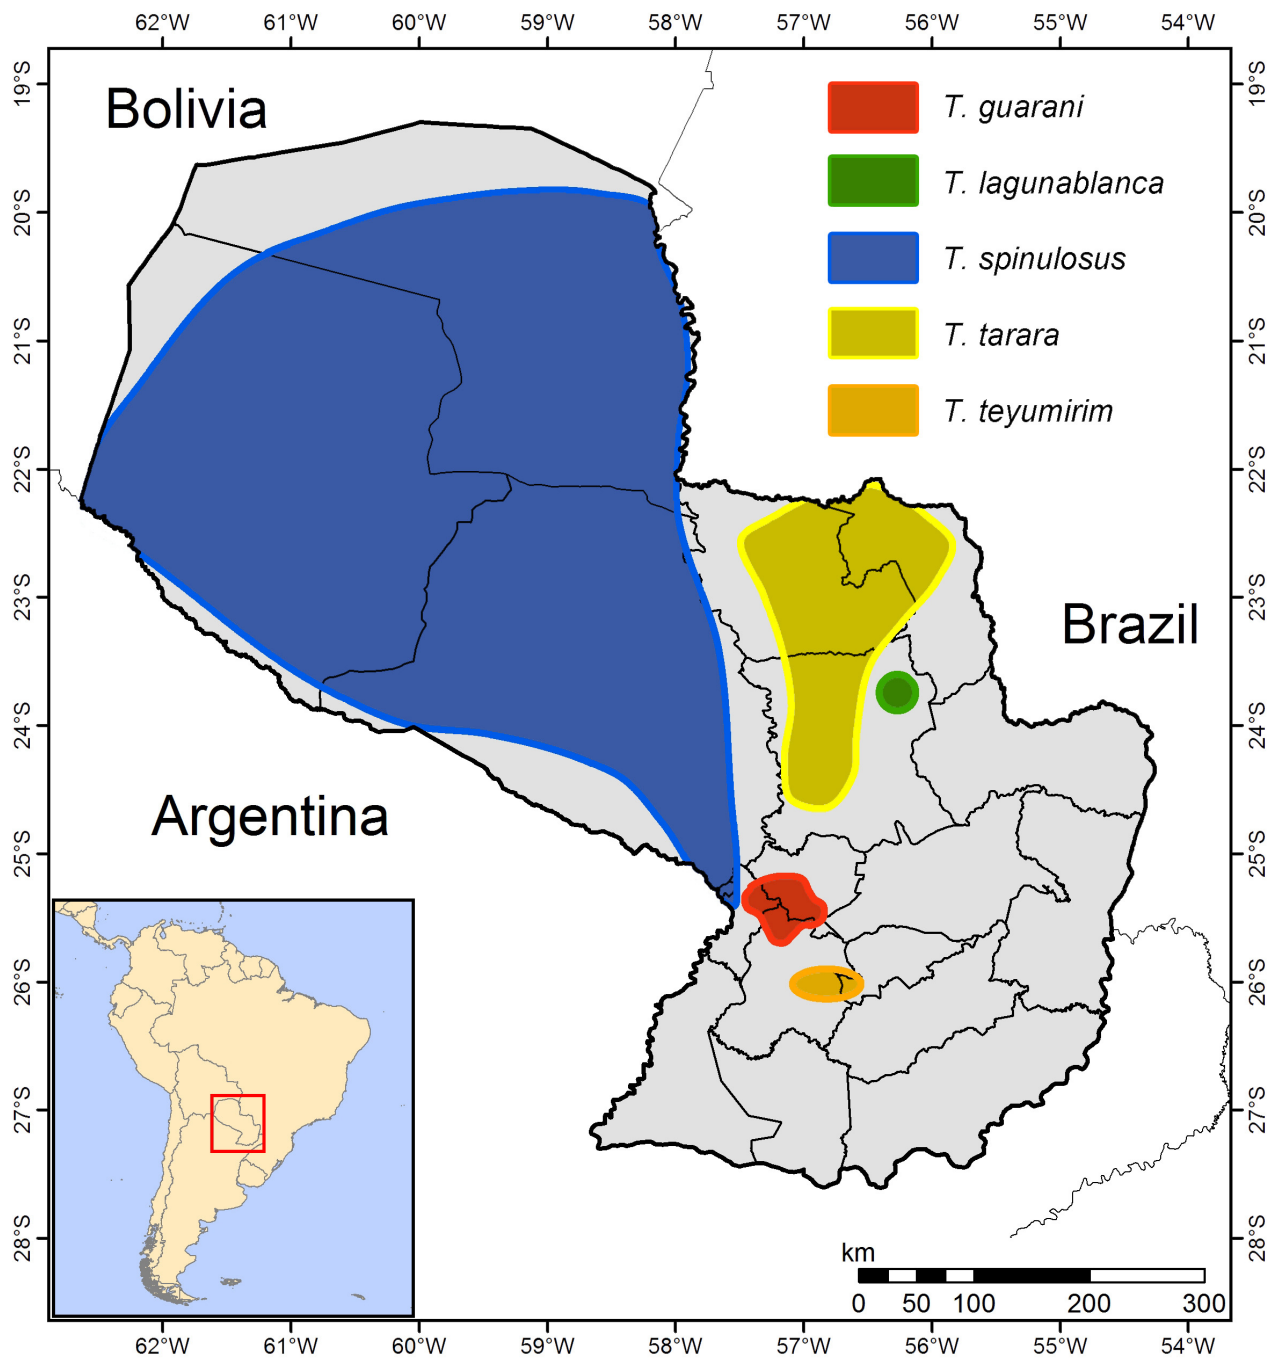 62°W 61°W 60°W 59°W 58°W 57°W 56°W 55°W 54°W
19°S 19°S
Bolivia
T. guarani
T. lagunablanca
20°S 20°S
T. spinulosus
21°S 21°S
T. tarara
T. teyumirim
22°S 22°S
23°S 23°S
Brazil
24°S 24°S
Argentina
25°S 25°S
26°S 26°S
27°S 27°S
28°S 28°S
km
0 50 100 200 300
62°W 61°W 60°W 59°W 58°W 57°W 56°W 55°W 54°W